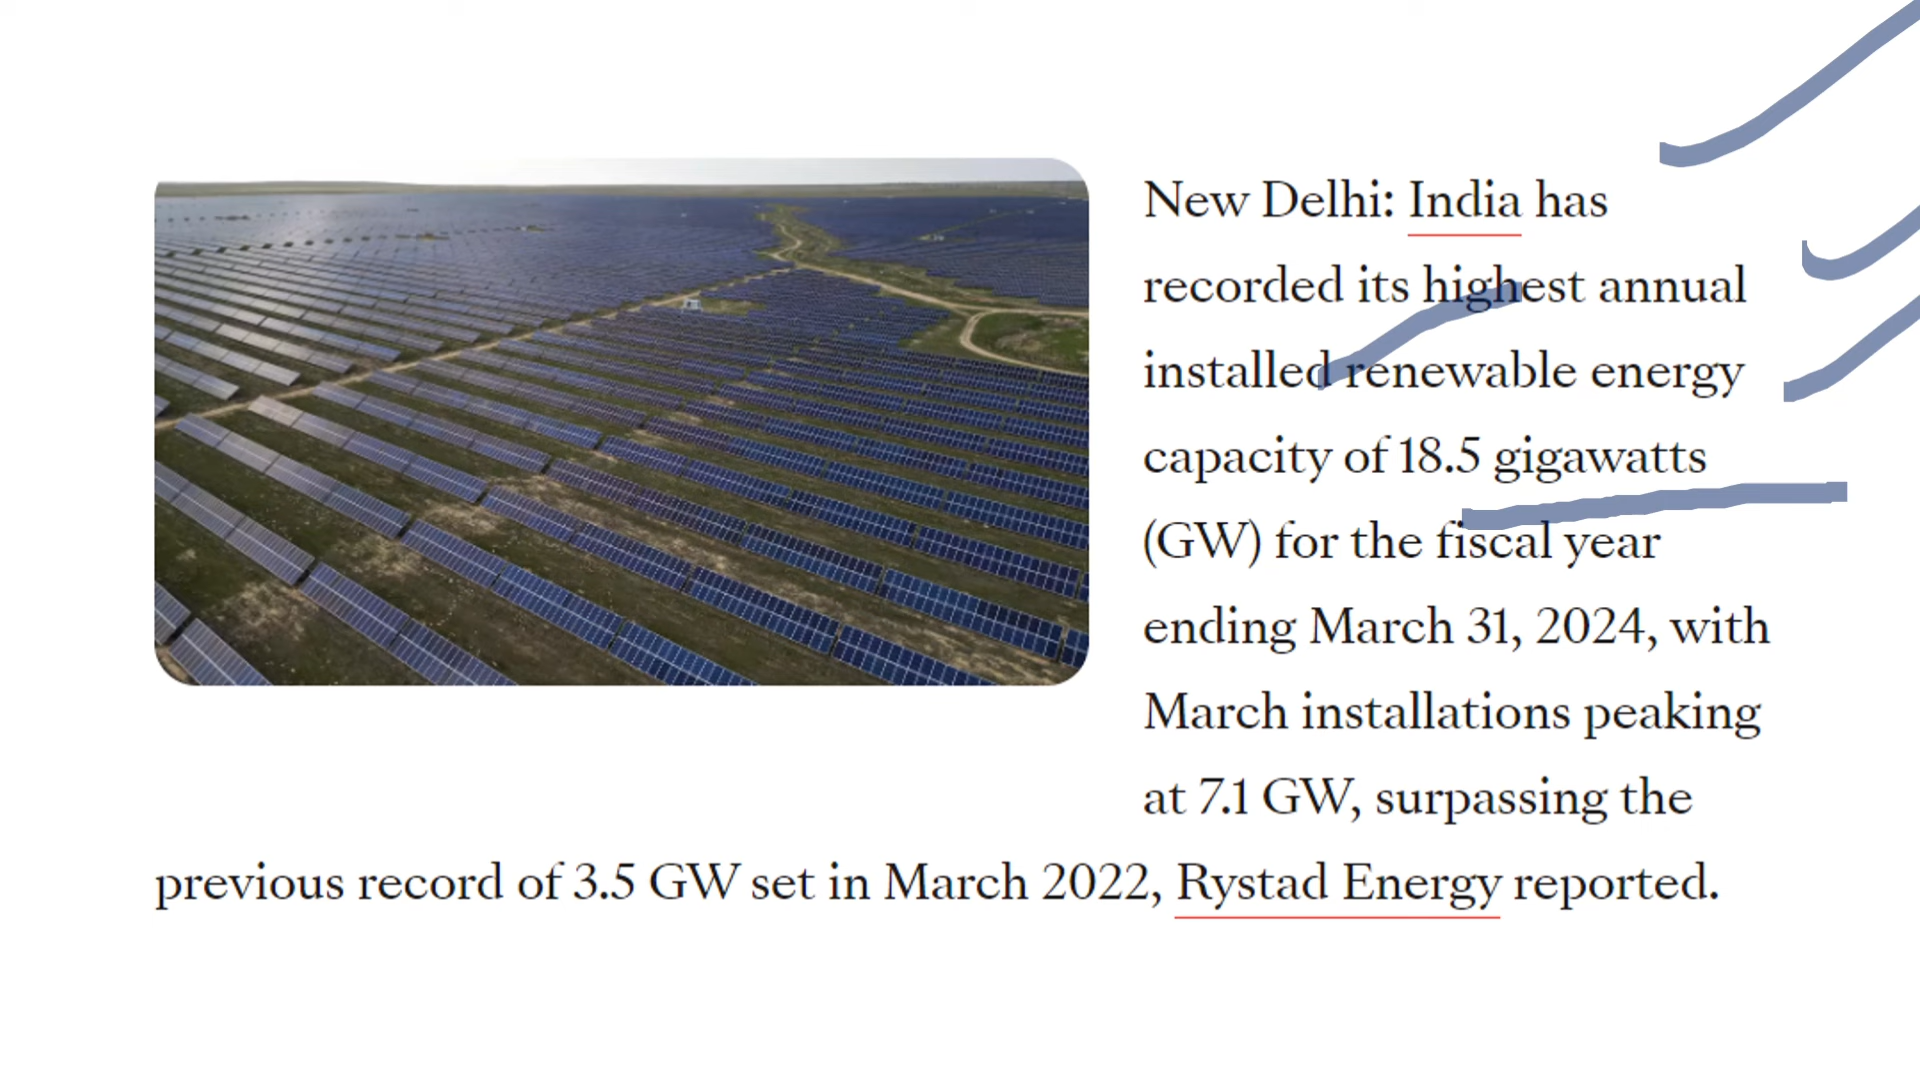 New Delhi: India has
recorded its highest annual
installed renewable energy
capacity of 18.5 gigawatts
(GW) for the fiscal year
ending March 31, 2024, with
March installations peaking
at 7.1 GW, surpassing the
previous record of 3.5 GW set in March 2022, Rystad Energy reported.